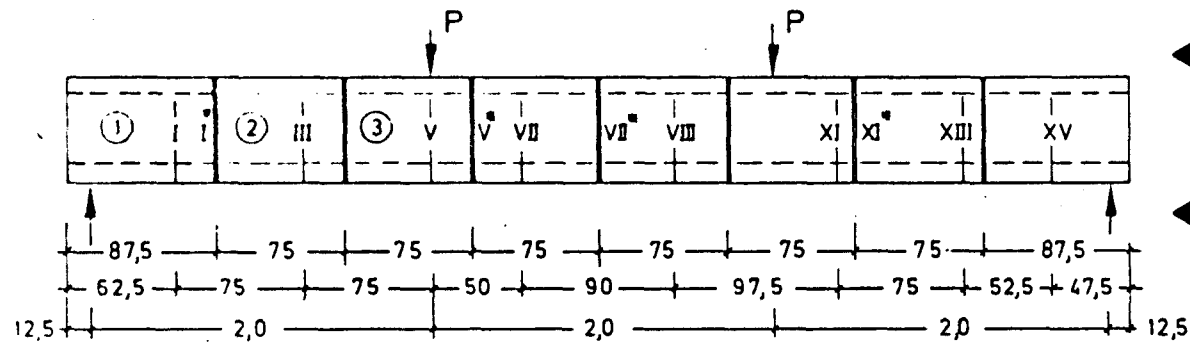 P P
① I I* ② III ③ V V* VII VII* VIII XI XI* XIII XV
87,5 75 75 75 75 75 75 87,5
62,5 75 75 50 90 97,5 75 52,5 47,5
12,5 2,0 2,0 2,0 12,5